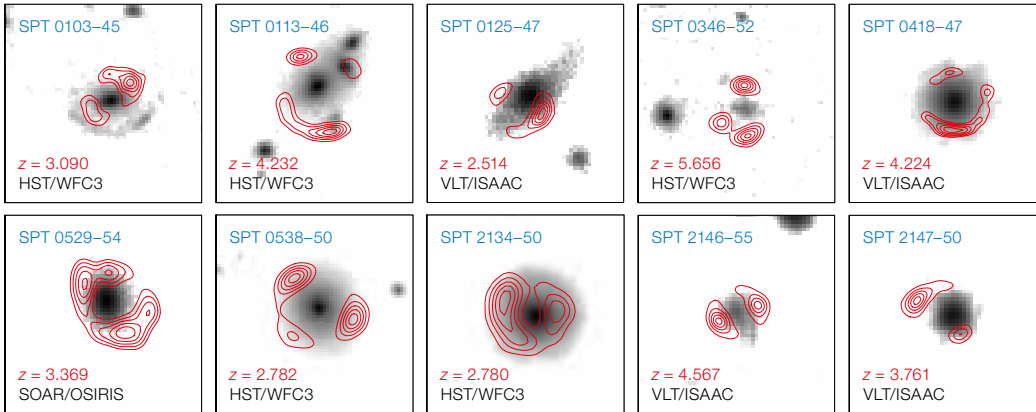 SPT 0103–45
z = 3.090
HST/WFC3
SPT 0113–46
z = 4.232
HST/WFC3
SPT 0125–47
z = 2.514
VLT/ISAAC
SPT 0346–52
z = 5.656
HST/WFC3
SPT 0418–47
z = 4.224
VLT/ISAAC
SPT 0529–54
z = 3.369
SOAR/OSIRIS
SPT 0538–50
z = 2.782
HST/WFC3
SPT 2134–50
z = 2.780
HST/WFC3
SPT 2146–55
z = 4.567
VLT/ISAAC
SPT 2147–50
z = 3.761
VLT/ISAAC